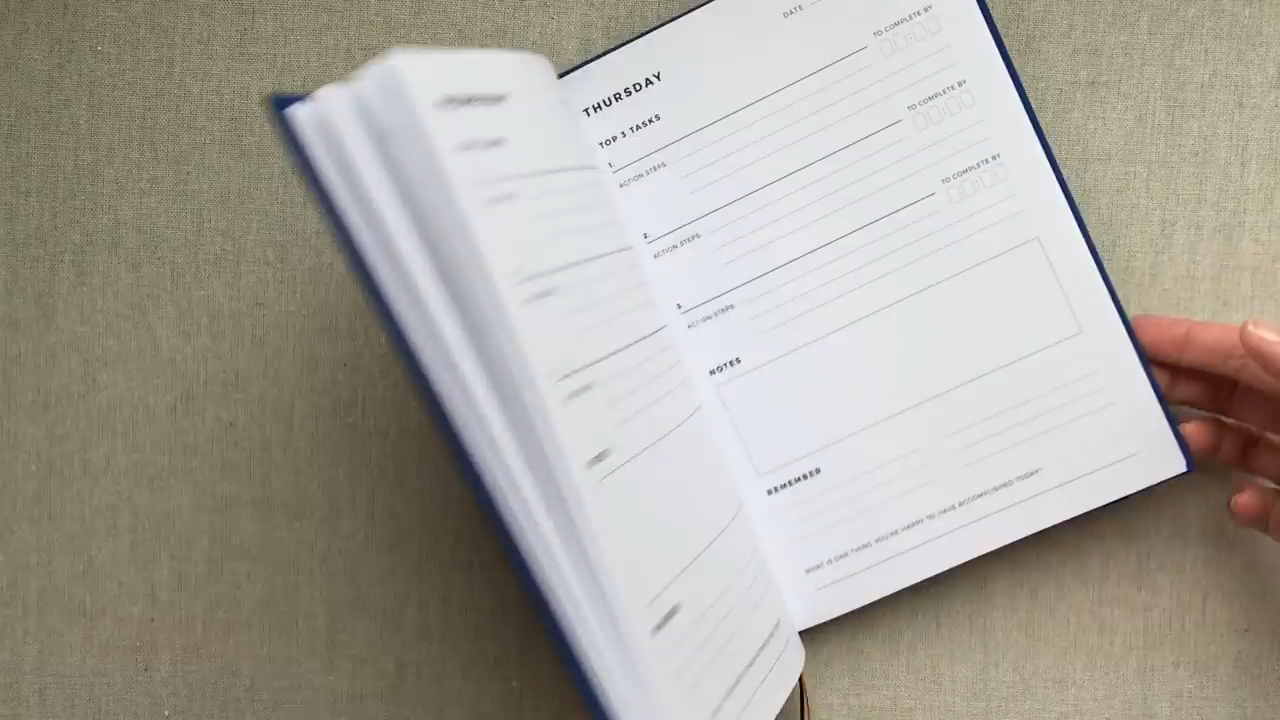 DATE
THURSDAY
TOP 3 TASKS
TO COMPLETE BY
1.
ACTION STEPS
TO COMPLETE BY
2.
ACTION STEPS
TO COMPLETE BY
3.
ACTION STEPS
NOTES
REMEMBER
WHAT IS ONE THING YOU'RE HAPPY TO HAVE ACCOMPLISHED TODAY?